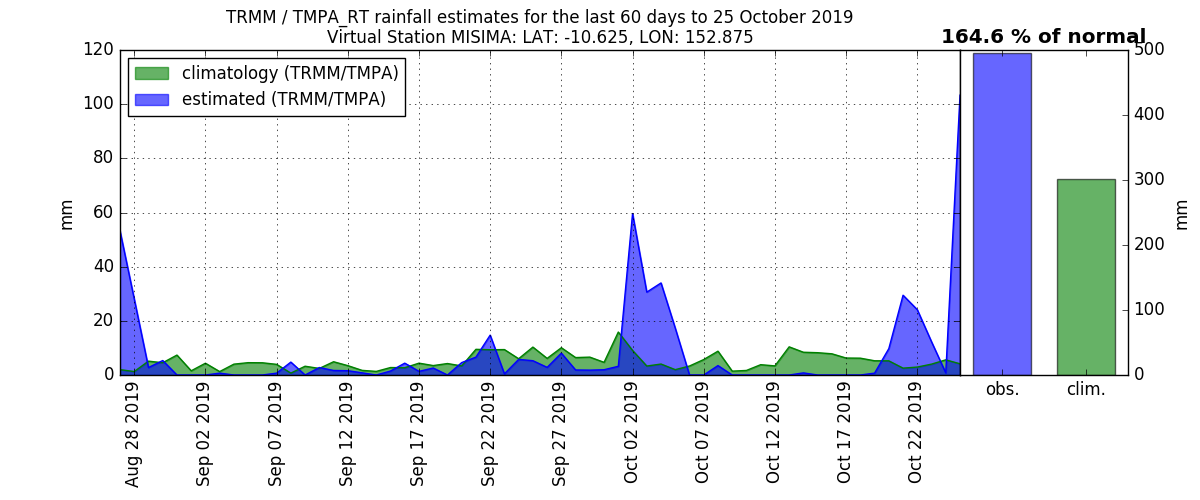 TRMM / TMPA_RT rainfall estimates for the last 60 days to 25 October 2019
Virtual Station MISIMA: LAT: -10.625, LON: 152.875
164.6 % of normal
climatology (TRMM/TMPA)
estimated (TRMM/TMPA)
120
100
80
60
40
20
0
mm
500
400
300
200
100
0
mm
obs.
clim.
Aug 28 2019
Sep 02 2019
Sep 07 2019
Sep 12 2019
Sep 17 2019
Sep 22 2019
Sep 27 2019
Oct 02 2019
Oct 07 2019
Oct 12 2019
Oct 17 2019
Oct 22 2019